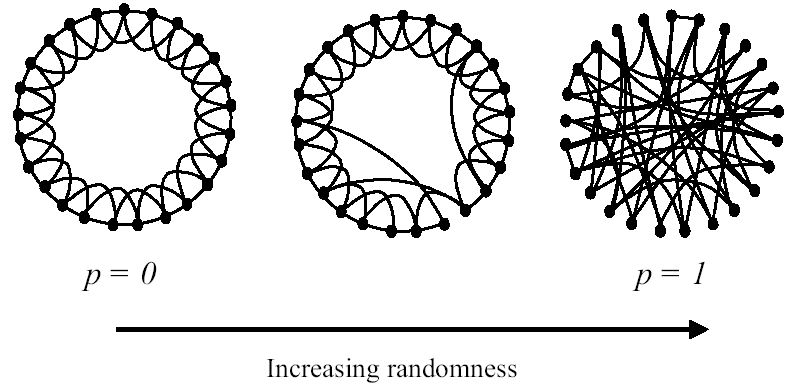 p = 0
p = 1
Increasing randomness